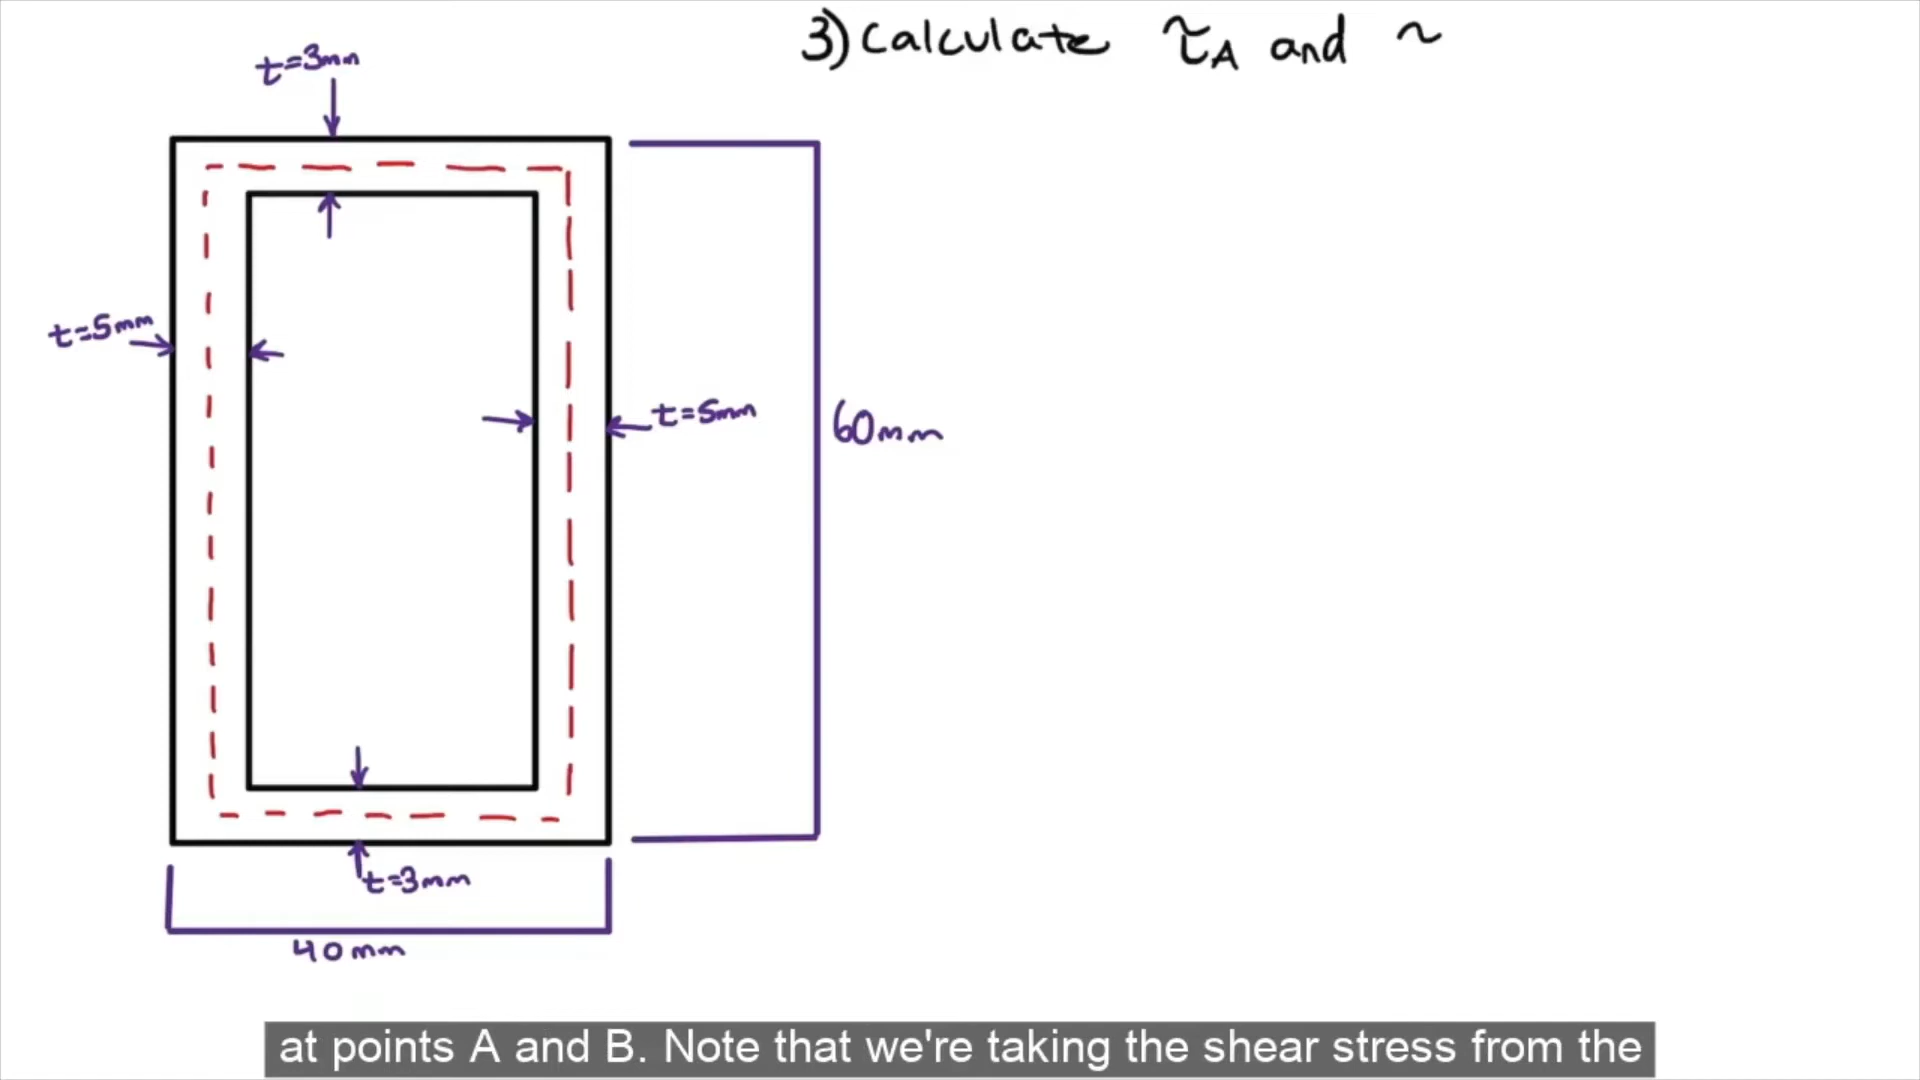 3) Calculate τA and ~
t=3mm
t=5mm
t=5mm
60mm
t=3mm
40mm
at points A and B. Note that we're taking the shear stress from the